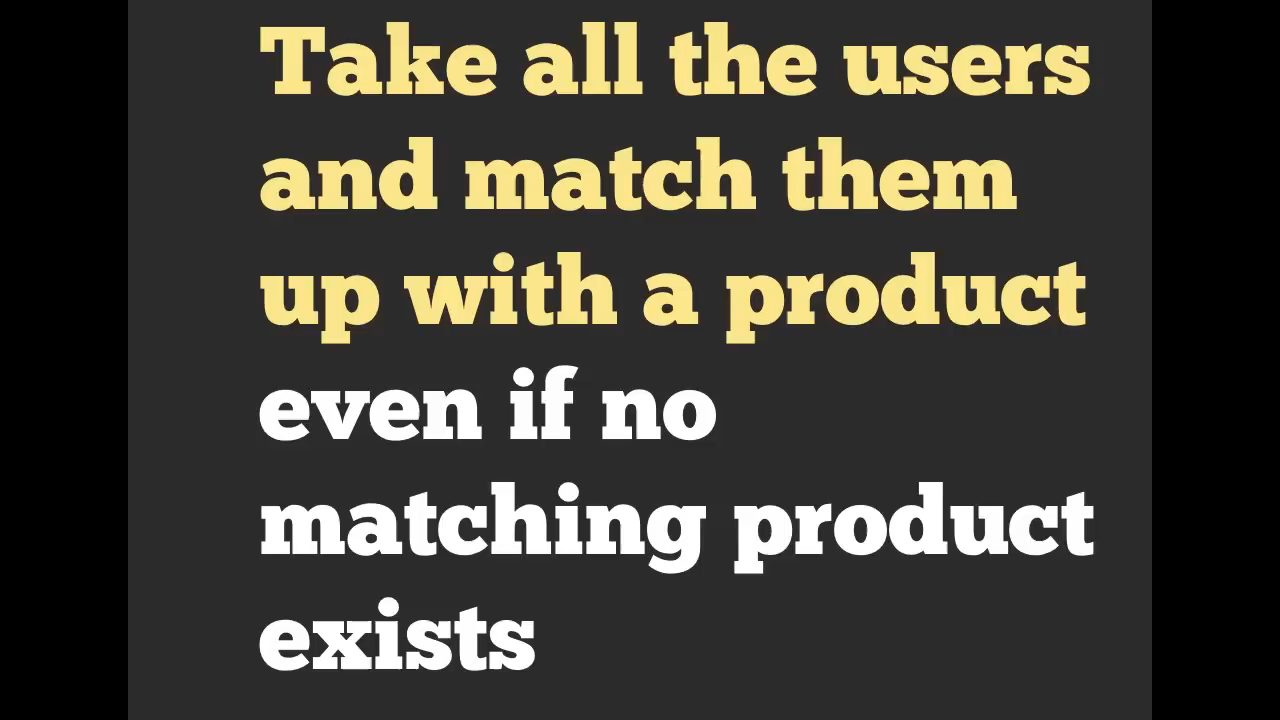 Take all the users
and match them
up with a product
even if no
matching product
exists